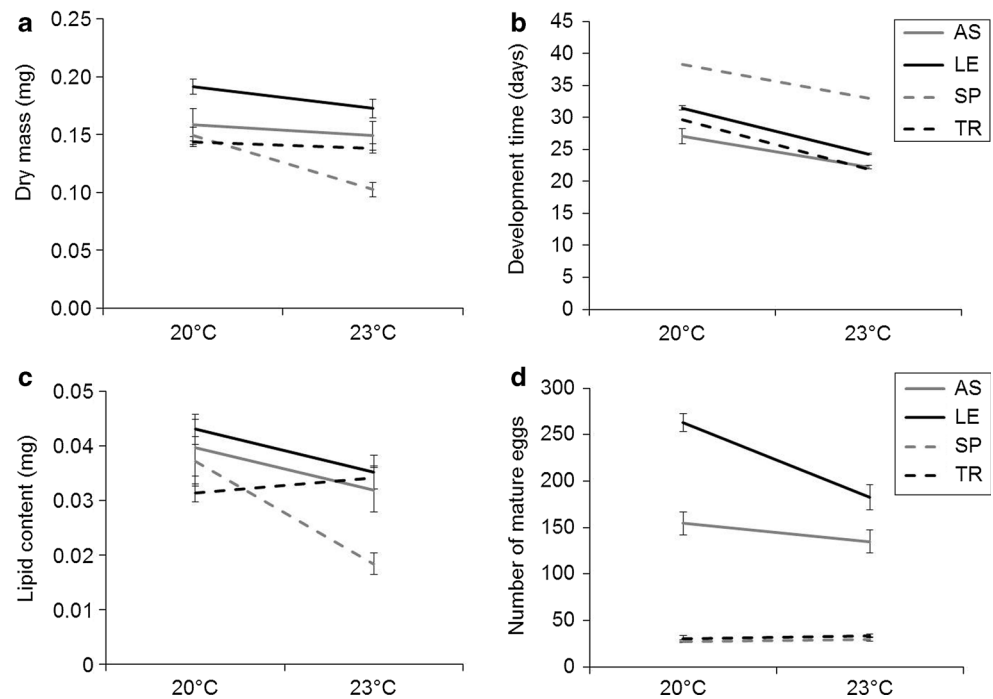 a
Dry mass (mg)
0.25
0.20
0.15
0.10
0.05
0.00
20°C 23°C
b
Development time (days)
45
40
35
30
25
20
15
10
5
0
20°C 23°C
AS
LE
SP
TR
c
Lipid content (mg)
0.05
0.04
0.03
0.02
0.01
0
20°C 23°C
d
Number of mature eggs
300
250
200
150
100
50
0
20°C 23°C
AS
LE
SP
TR